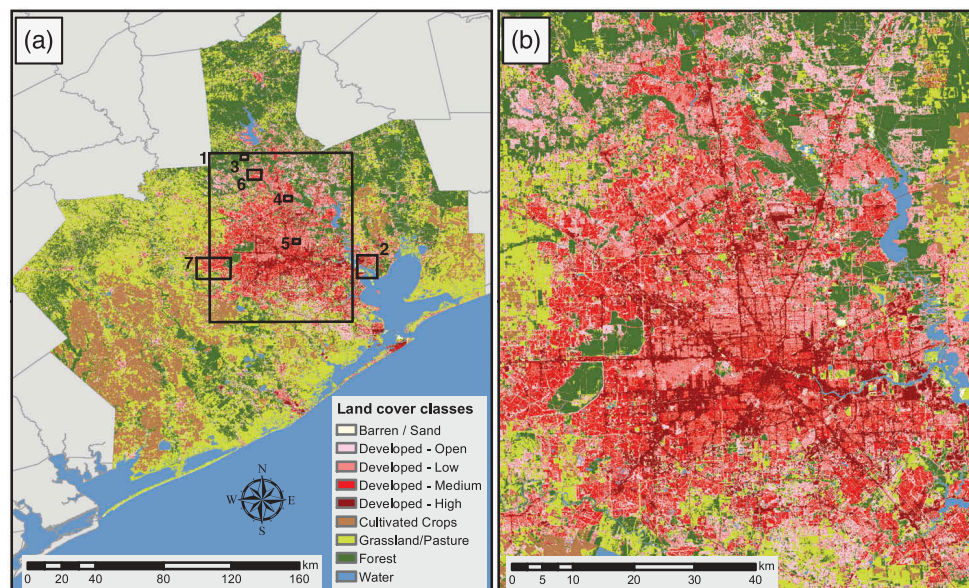 (a)
(b)
1
3
6
4
5
7
2
Land cover classes
Barren / Sand
Developed - Open
Developed - Low
Developed - Medium
Developed - High
Cultivated Crops
Grassland/Pasture
Forest
Water
N
W E
S
km
0 20 40 80 120 160
km
0 5 10 20 30 40